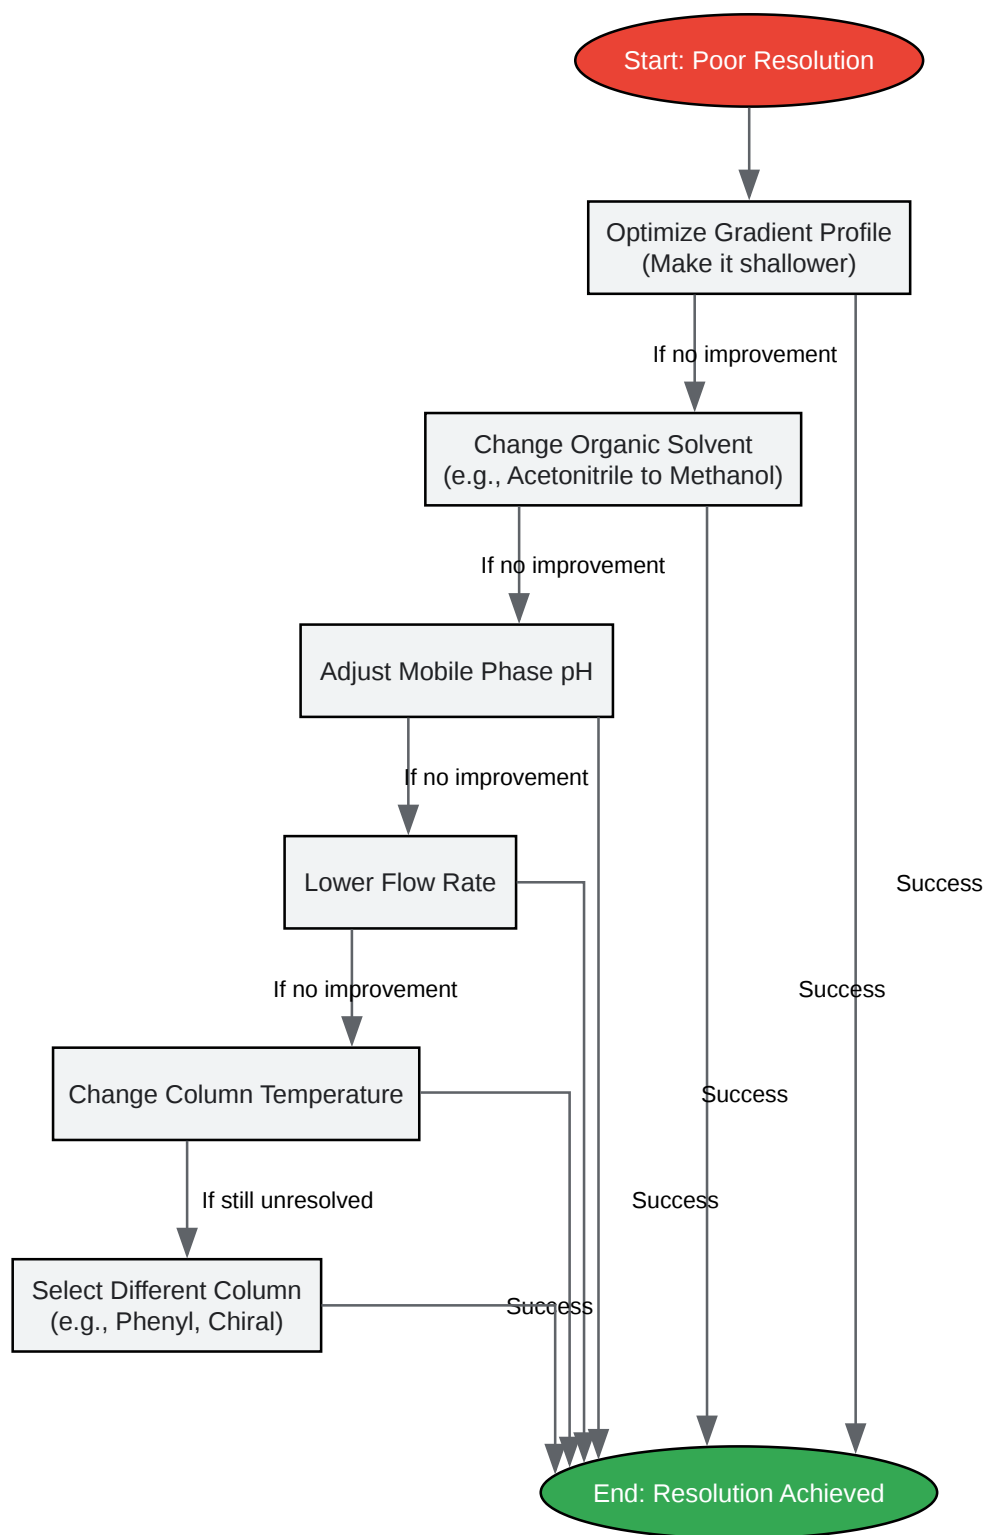 Start: Poor Resolution
Optimize Gradient Profile
(Make it shallower)
If no improvement
Change Organic Solvent
(e.g., Acetonitrile to Methanol)
If no improvement
Adjust Mobile Phase pH
If no improvement
Lower Flow Rate
Success
If no improvement
Success
Change Column Temperature
Success
If still unresolved
Success
Select Different Column
(e.g., Phenyl, Chiral)
Success
End: Resolution Achieved